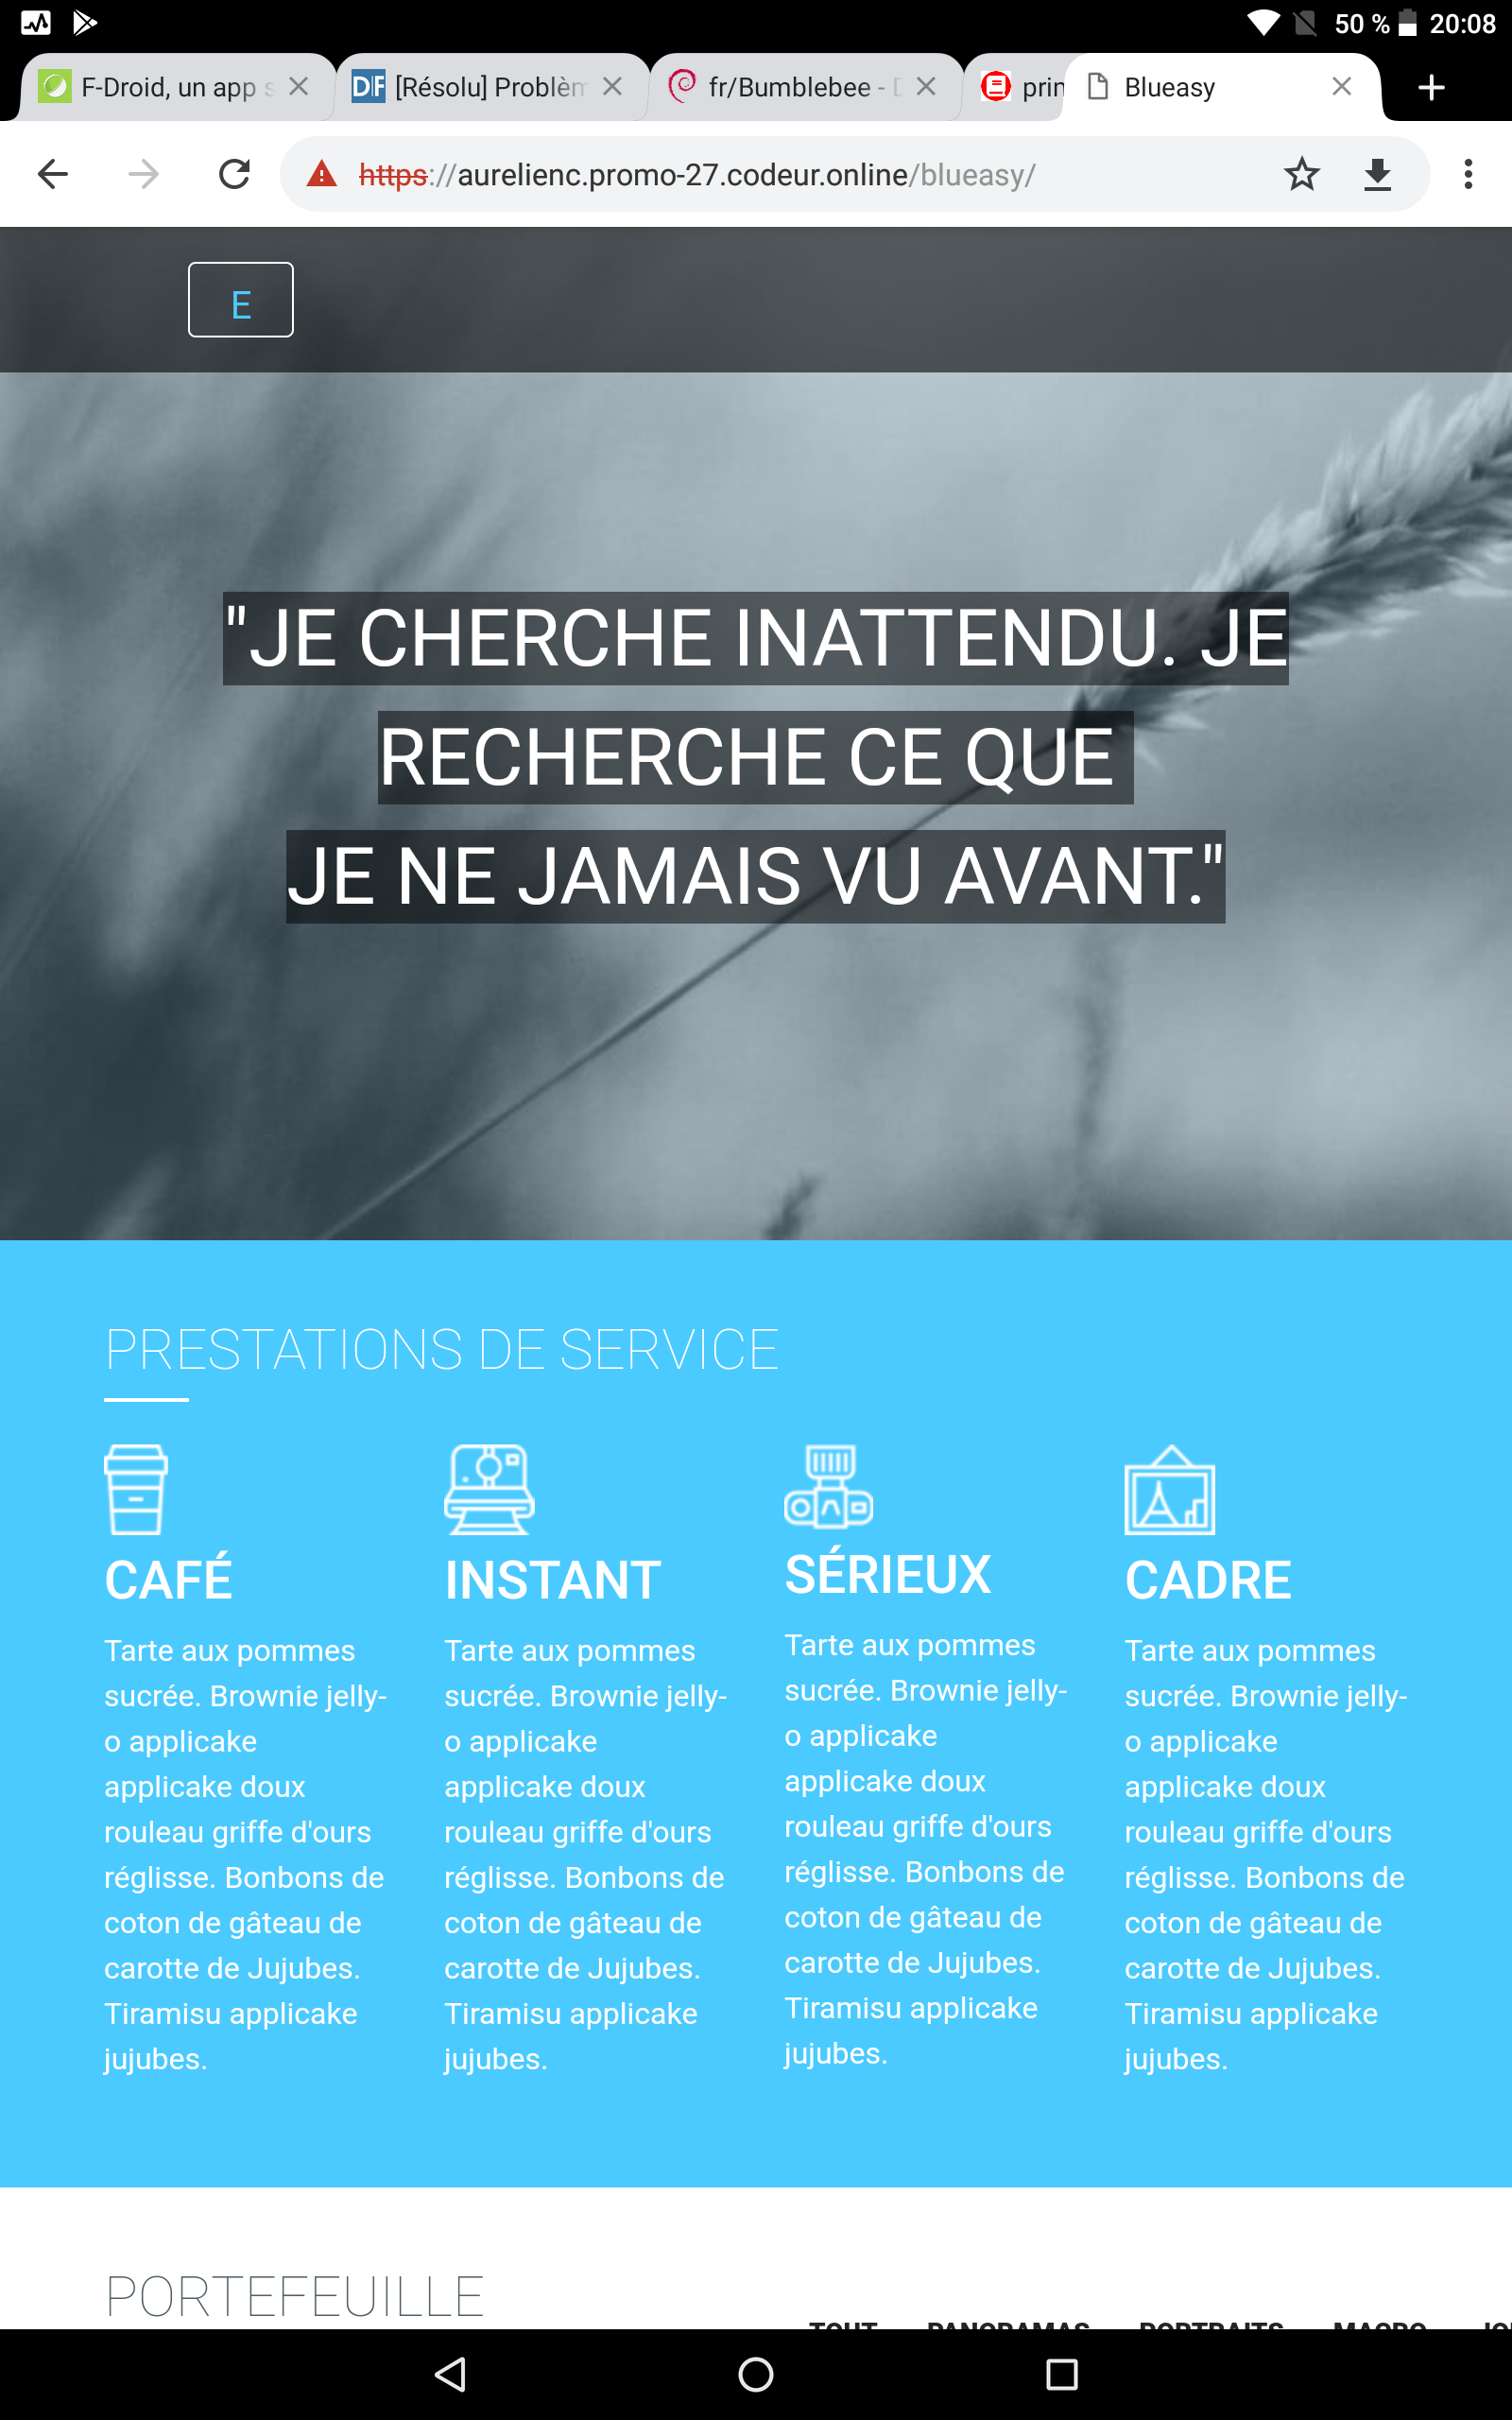 50 % 20:08
F-Droid, un app
[Résolu] Problèm
fr/Bumblebee -
prin
Blueasy
https://aurelienc.promo-27.codeur.online/blueasy/
E
"JE CHERCHE INATTENDU. JE
RECHERCHE CE QUE
JE NE JAMAIS VU AVANT."
PRESTATIONS DE SERVICE
CAFÉ
Tarte aux pommes
sucrée. Brownie jelly-
o applicake
applicake doux
rouleau griffe d'ours
réglisse. Bonbons de
coton de gâteau de
carotte de Jujubes.
Tiramisu applicake
jujubes.
INSTANT
Tarte aux pommes
sucrée. Brownie jelly-
o applicake
applicake doux
rouleau griffe d'ours
réglisse. Bonbons de
coton de gâteau de
carotte de Jujubes.
Tiramisu applicake
jujubes.
SÉRIEUX
Tarte aux pommes
sucrée. Brownie jelly-
o applicake
applicake doux
rouleau griffe d'ours
réglisse. Bonbons de
coton de gâteau de
carotte de Jujubes.
Tiramisu applicake
jujubes.
CADRE
Tarte aux pommes
sucrée. Brownie jelly-
o applicake
applicake doux
rouleau griffe d'ours
réglisse. Bonbons de
coton de gâteau de
carotte de Jujubes.
Tiramisu applicake
jujubes.
PORTEFEUILLE
TOUT PANORAMAS PORTRAITS MACRO